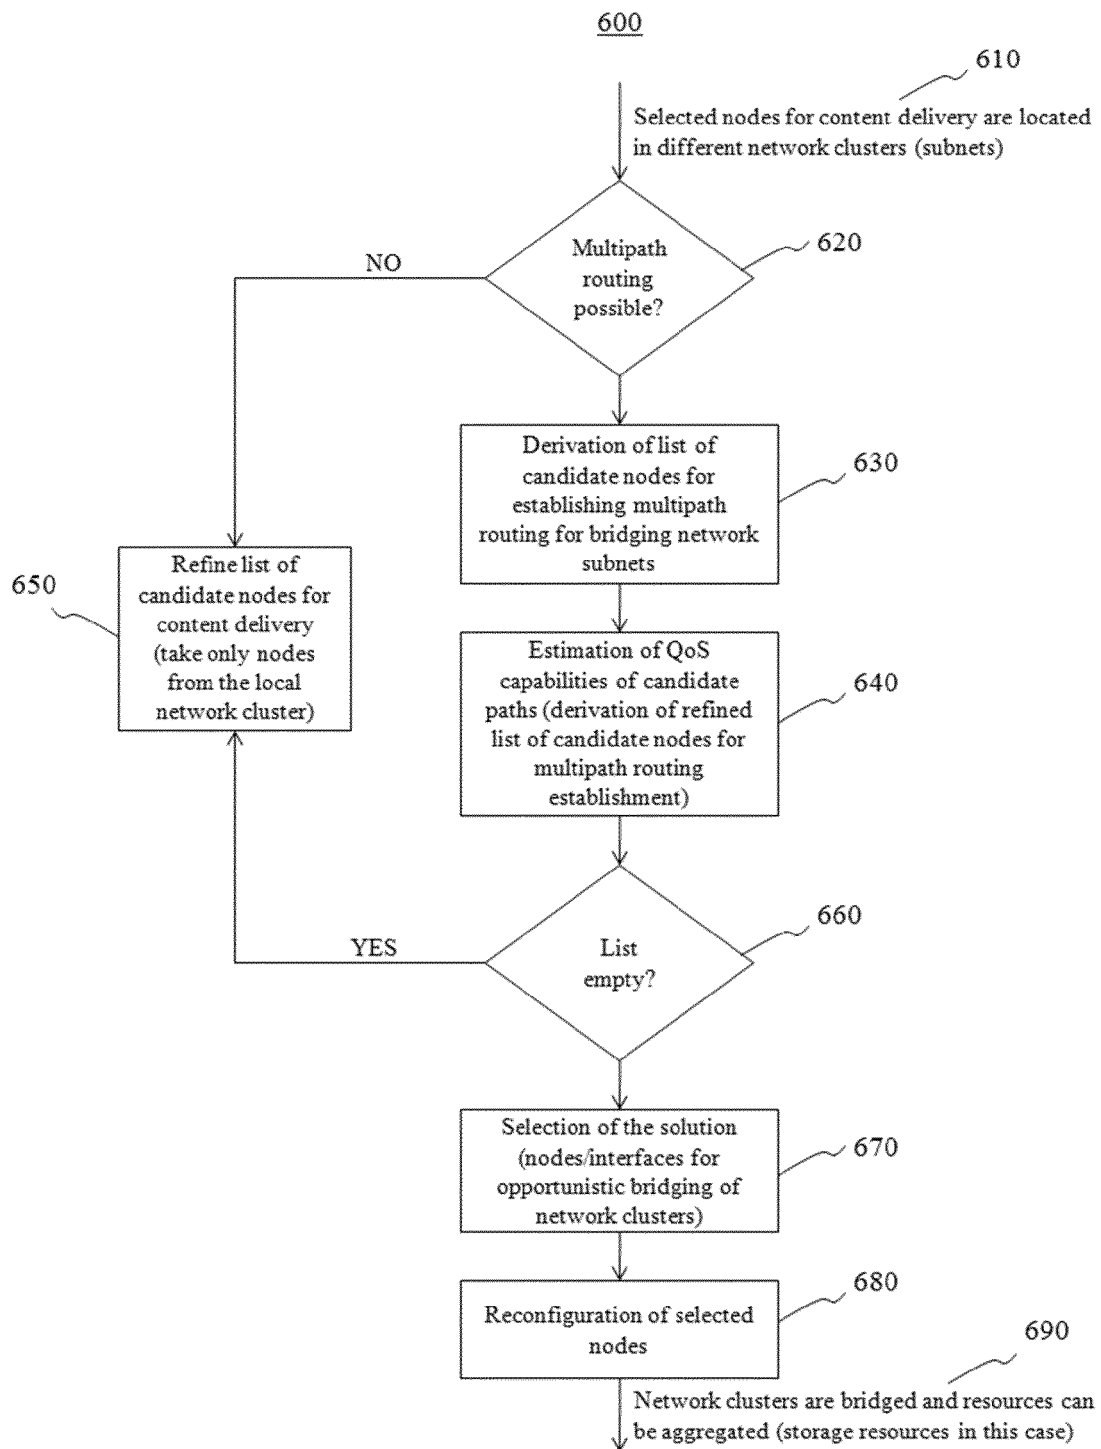 600
610
Selected nodes for content delivery are located
in different network clusters (subnets)
620
Multipath
routing
possible?
NO
630
Derivation of list of
candidate nodes for
establishing multipath
routing for bridging network
subnets
650
Refine list of
candidate nodes for
content delivery
(take only nodes
from the local
network cluster)
640
Estimation of QoS
capabilities of candidate
paths (derivation of refined
list of candidate nodes for
multipath routing
establishment)
660
YES
List
empty?
670
Selection of the solution
(nodes/interfaces for
opportunistic bridging of
network clusters)
680
Reconfiguration of selected
nodes
690
Network clusters are bridged and resources can
be aggregated (storage resources in this case)